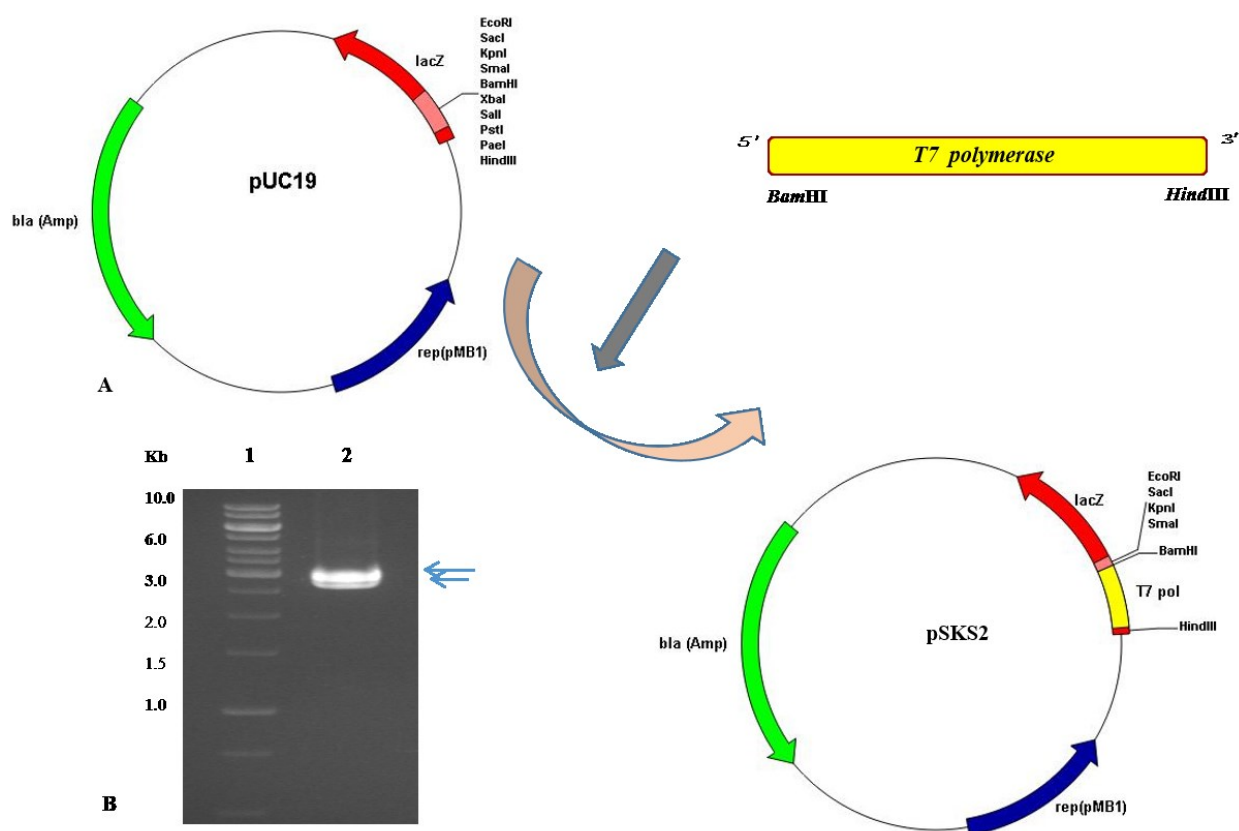 EcoRI
SacI
KpnI
SmaI
BamHI
XbaI
SalI
PstI
PaeI
HindIII
lacZ
pUC19
bla (Amp)
rep(pMB1)
A
5' T7 polymerase 3'
BamHI HindIII
Kb 1 2
10.0
6.0
3.0
2.0
1.5
1.0
B
EcoRI
SacI
KpnI
SmaI
BamHI
lacZ
T7 pol
HindIII
pSKS2
bla (Amp)
rep(pMB1)